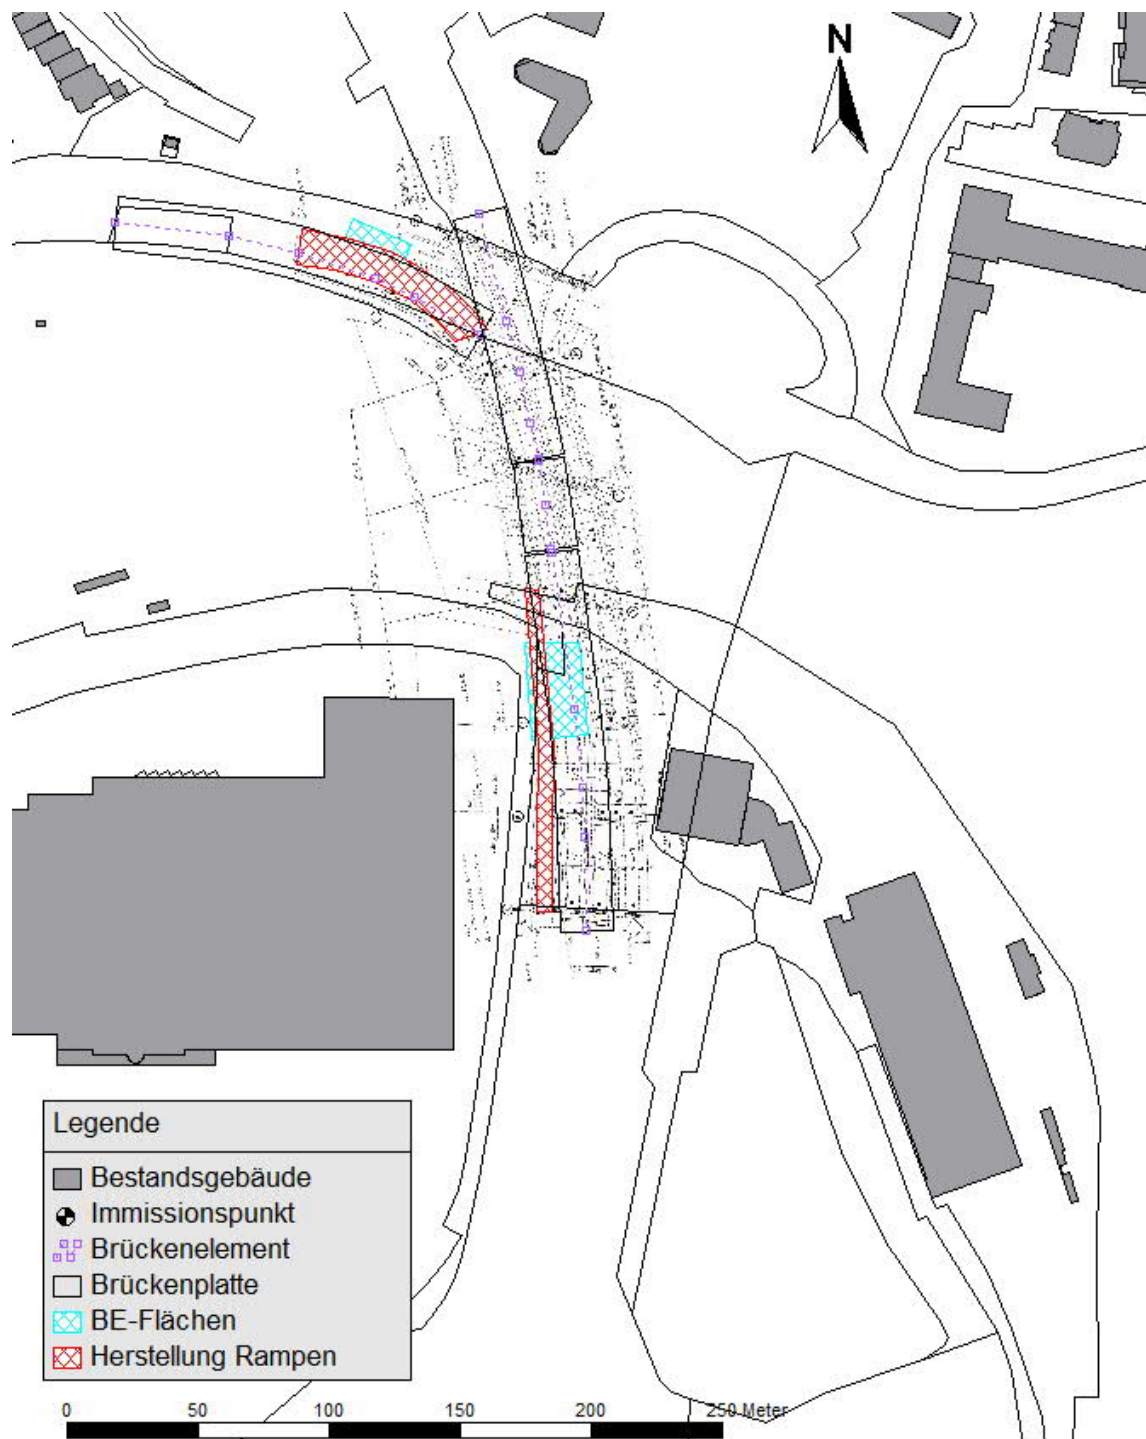 N
Legende
Bestandsgebäude
Immissionspunkt
Brückenelement
Brückenplatte
BE-Flächen
Herstellung Rampen
0 50 100 150 200 250 Meter